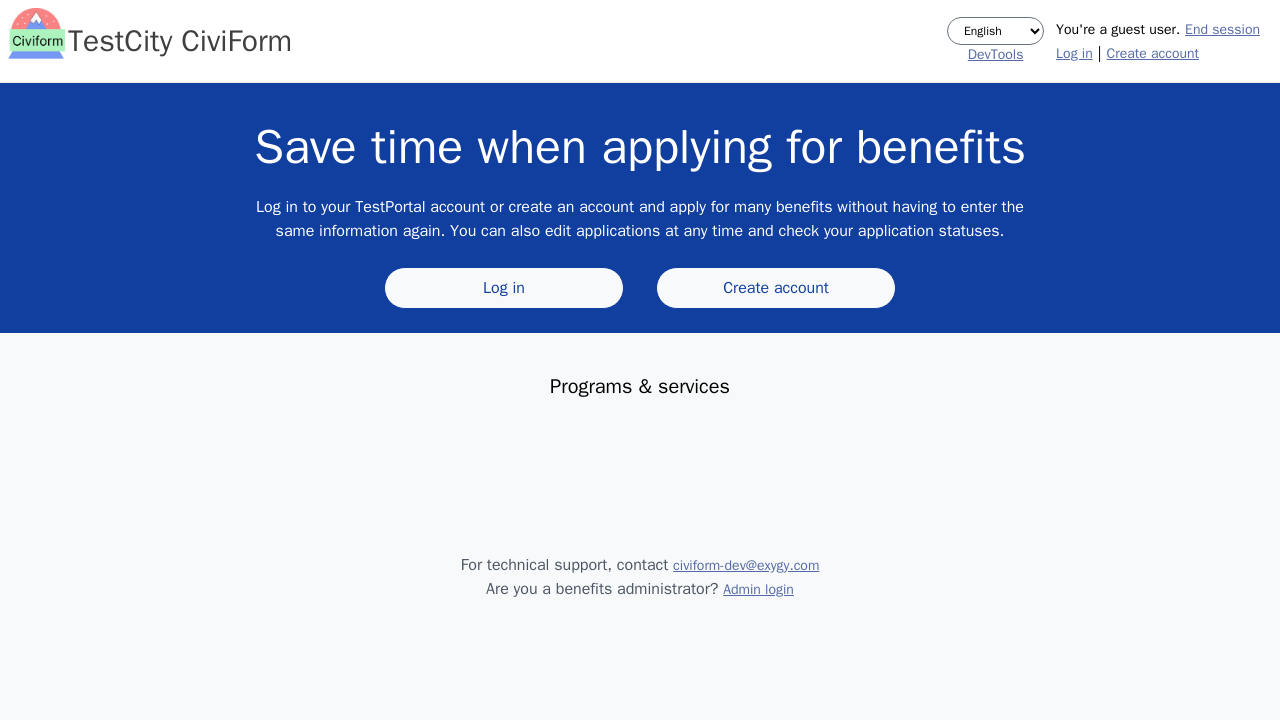 Civiform
TestCity CiviForm
English
DevTools
You're a guest user. End session
Log in | Create account
Save time when applying for benefits
Log in to your TestPortal account or create an account and apply for many benefits without having to enter the
same information again. You can also edit applications at any time and check your application statuses.
Log in
Create account
Programs & services
For technical support, contact civiform-dev@exygy.com
Are you a benefits administrator? Admin login